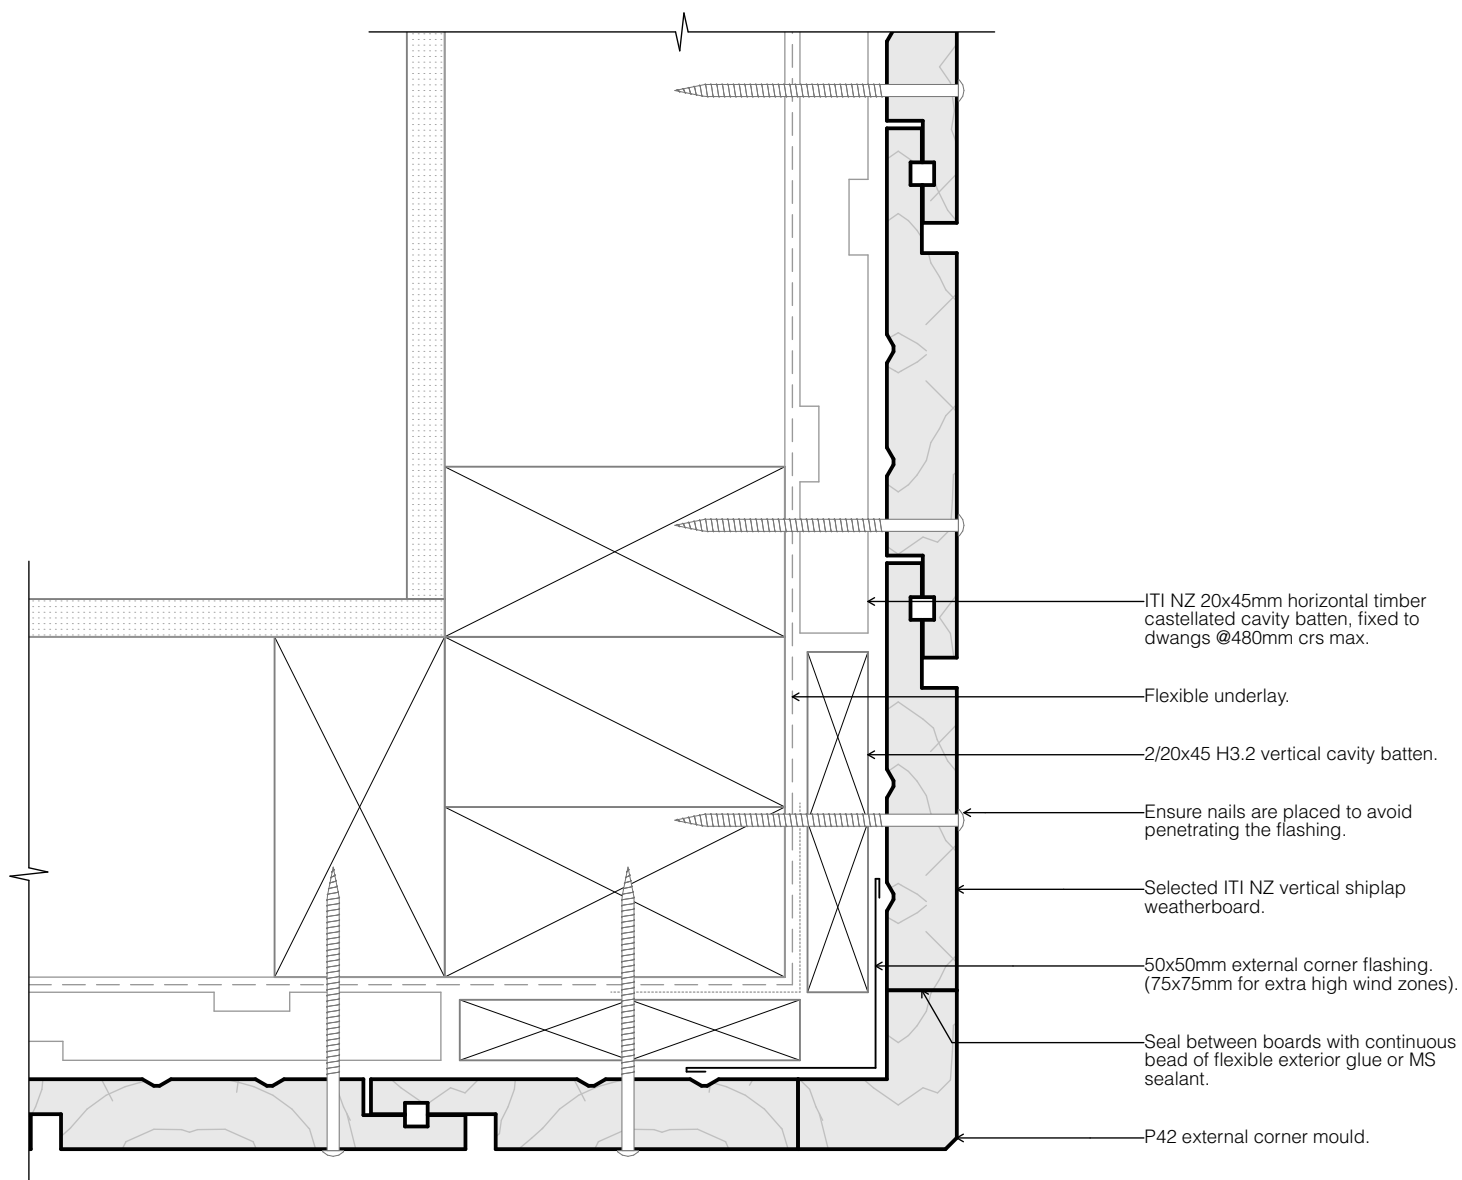 ITI NZ 20x45mm horizontal timber
castellated cavity batten, fixed to
dwangs @480mm crs max.
Flexible underlay.
2/20x45 H3.2 vertical cavity batten.
Ensure nails are placed to avoid
penetrating the flashing.
Selected ITI NZ vertical shiplap
weatherboard.
50x50mm external corner flashing.
(75x75mm for extra high wind zones).
Seal between boards with continuous
bead of flexible exterior glue or MS
sealant.
P42 external corner mould.